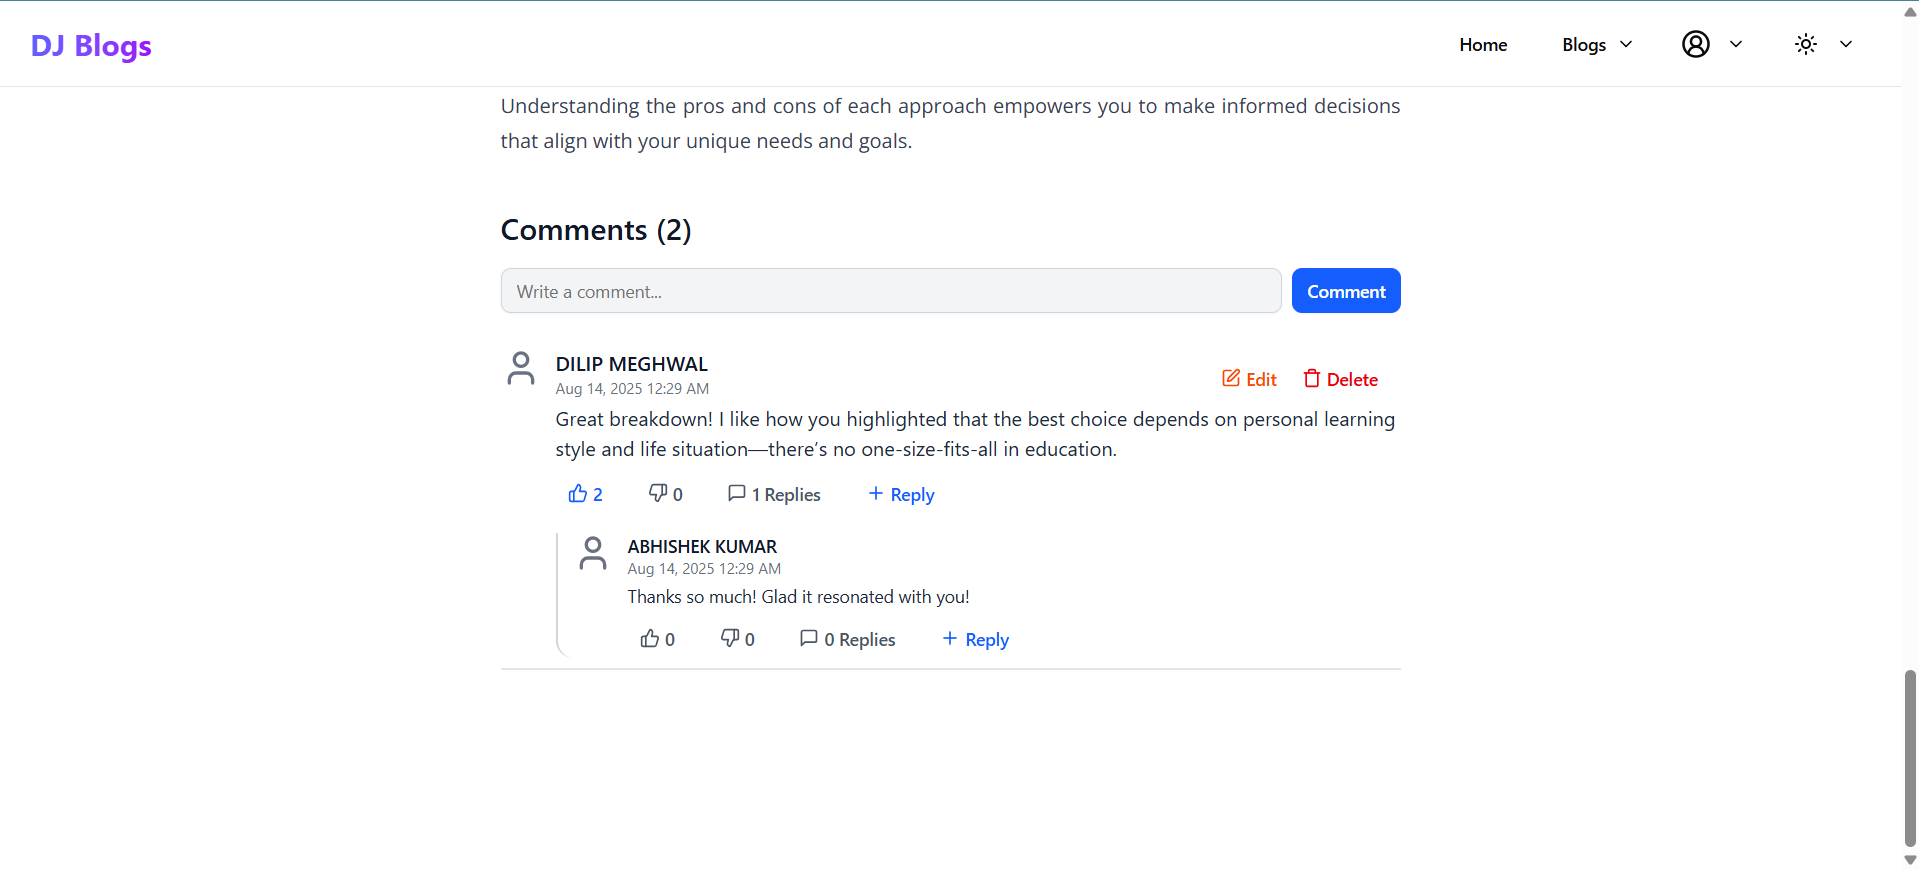 DJ Blogs
Home
Blogs
Understanding the pros and cons of each approach empowers you to make informed decisions
that align with your unique needs and goals.
Comments (2)
Write a comment...
Comment
DILIP MEGHWAL
Aug 14, 2025 12:29 AM
Edit
Delete
Great breakdown! I like how you highlighted that the best choice depends on personal learning
style and life situation—there’s no one-size-fits-all in education.
2
0
1 Replies
+ Reply
ABHISHEK KUMAR
Aug 14, 2025 12:29 AM
Thanks so much! Glad it resonated with you!
0
0
0 Replies
+ Reply